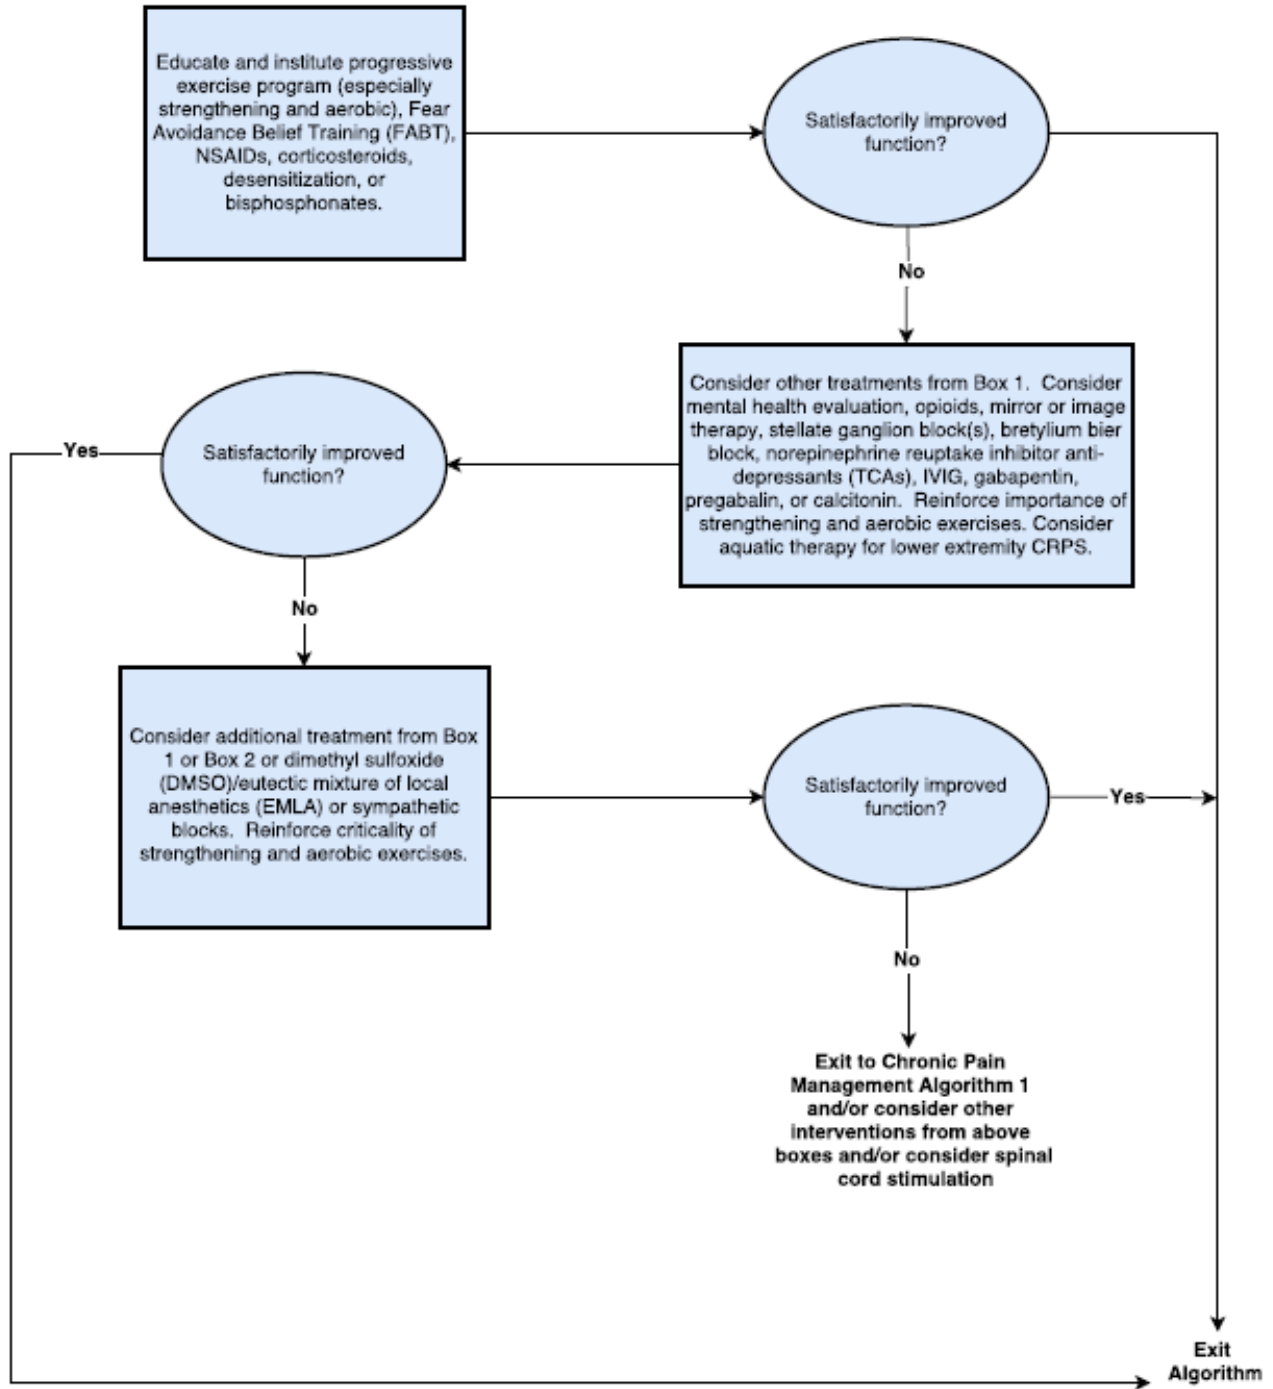 Educate and institute progressive
exercise program (especially
strengthening and aerobic), Fear
Avoidance Belief Training (FABT),
NSAIDs, corticosteroids,
desensitization, or
bisphosphonates.
Satisfactorily improved
function?
No
Consider other treatments from Box 1. Consider
mental health evaluation, opioids, mirror or image
therapy, stellate ganglion block(s), bretylium bier
block, norepinephrine reuptake inhibitor anti-
depressants (TCAs), IVIG, gabapentin,
pregabalin, or calcitonin. Reinforce importance of
strengthening and aerobic exercises. Consider
aquatic therapy for lower extremity CRPS.
Satisfactorily improved
function?
Yes
No
Consider additional treatment from Box
1 or Box 2 or dimethyl sulfoxide
(DMSO)/eutectic mixture of local
anesthetics (EMLA) or sympathetic
blocks. Reinforce criticality of
strengthening and aerobic exercises.
Satisfactorily improved
function?
Yes
No
Exit to Chronic Pain
Management Algorithm 1
and/or consider other
interventions from above
boxes and/or consider spinal
cord stimulation
Exit
Algorithm